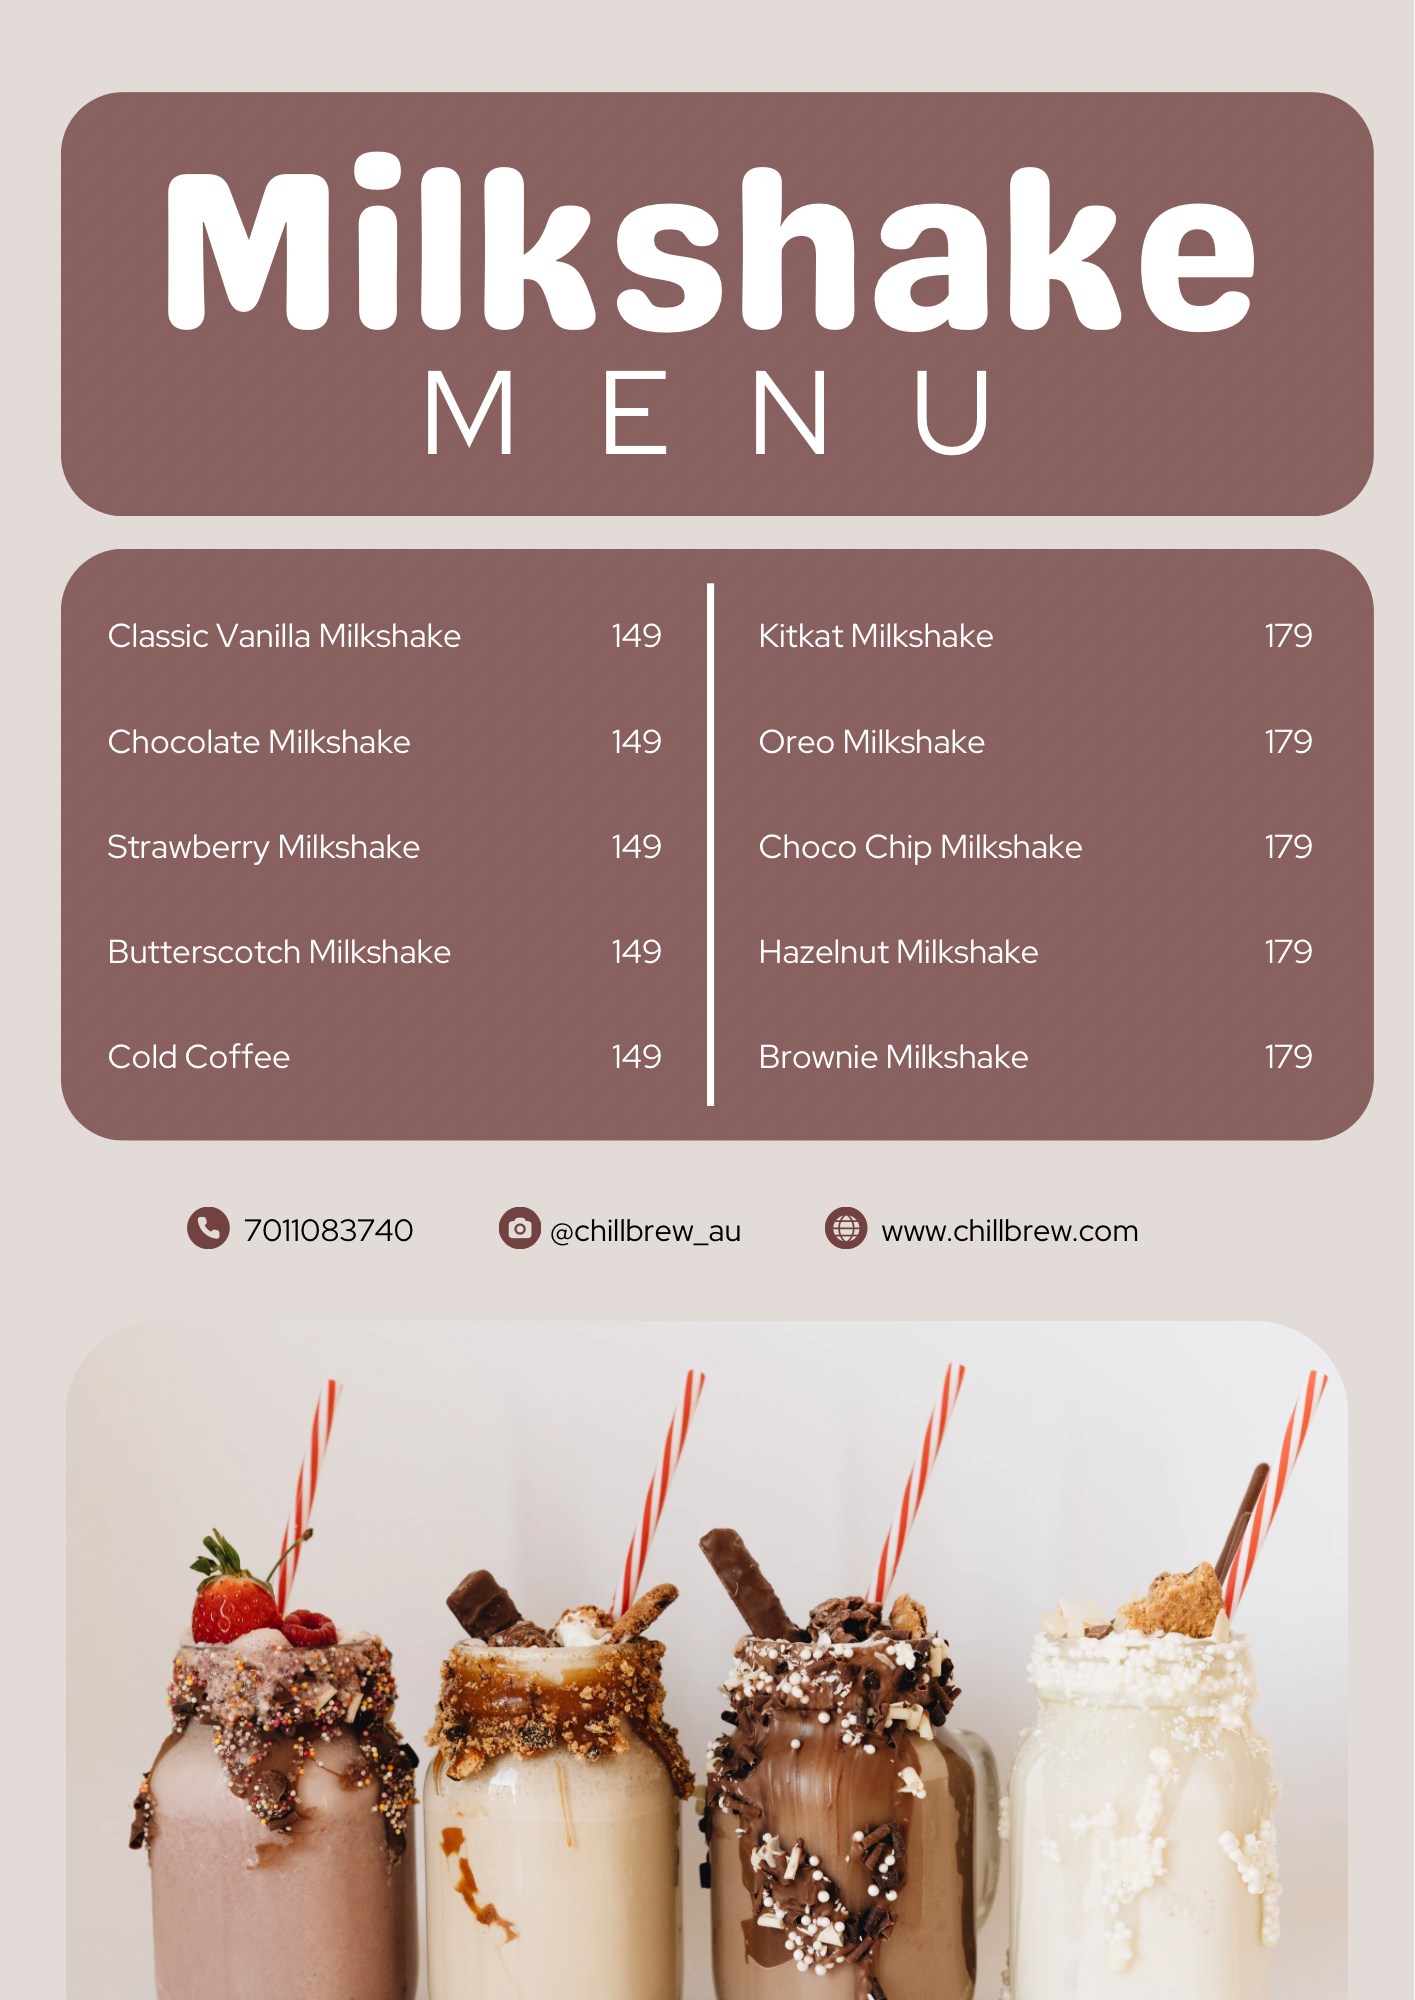 Milkshake
MENU
Classic Vanilla Milkshake 149
Chocolate Milkshake 149
Strawberry Milkshake 149
Butterscotch Milkshake 149
Cold Coffee 149
Kitkat Milkshake 179
Oreo Milkshake 179
Choco Chip Milkshake 179
Hazelnut Milkshake 179
Brownie Milkshake 179
7011083740 @chillbrew_au www.chillbrew.com